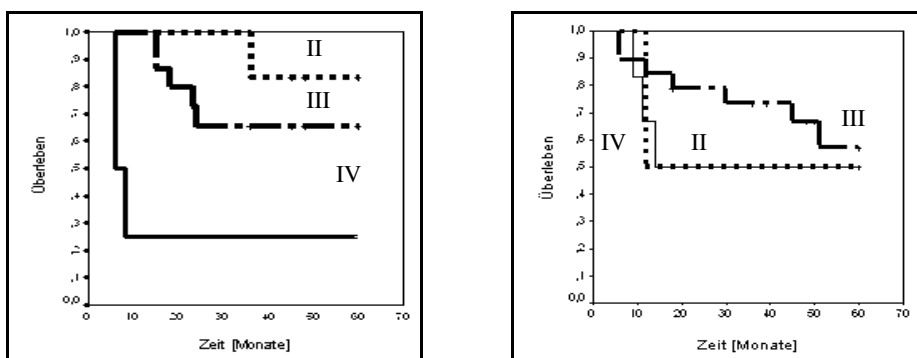 1,0
,9
,8
,7
,6
,5
,4
,3
,2
,1
0,0
Überleben
II
III
IV
0 10 20 30 40 50 60 70
Zeit [Monate]
1,0
,9
,8
,7
,6
,5
,4
,3
,2
,1
0,0
Überleben
IV II III
0 10 20 30 40 50 60 70
Zeit [Monate]